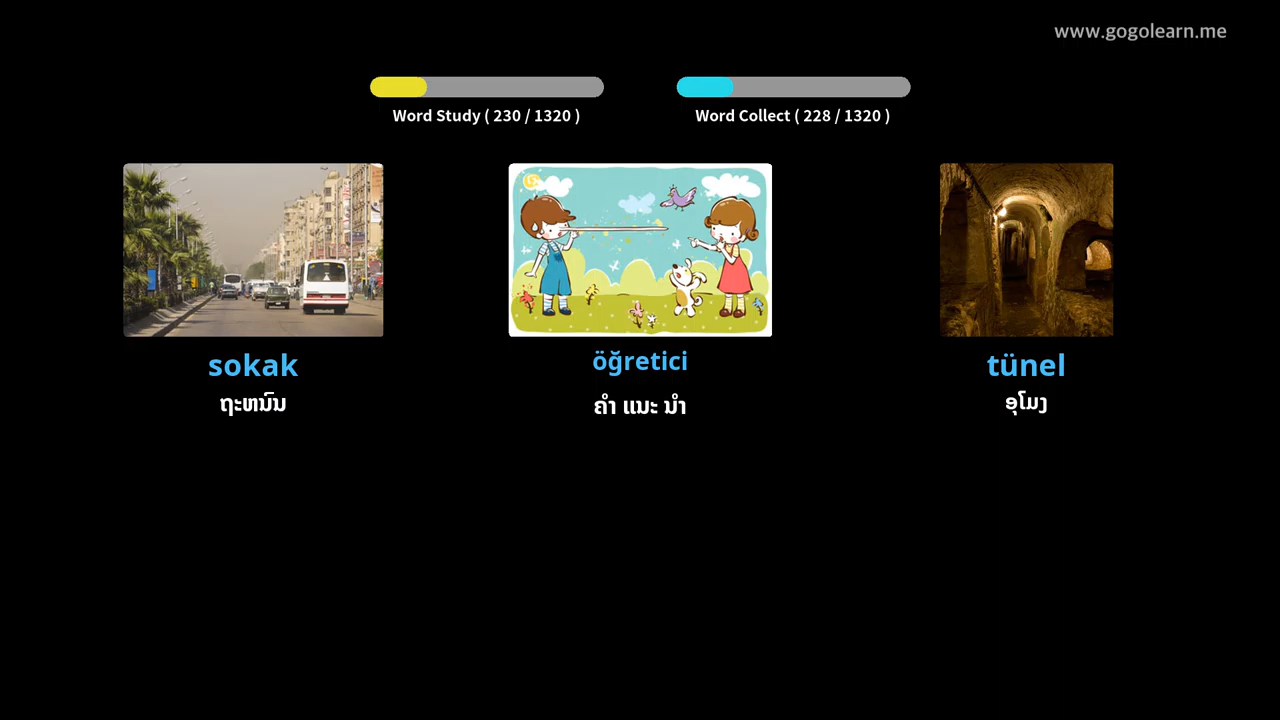 www.gogolearn.me
Word Study ( 230 / 1320 )
Word Collect ( 228 / 1320 )
sokak
ຖະຫນົນ
öğretici
ຄໍາ ແນະ ນໍາ
tünel
ອຸໂມງ